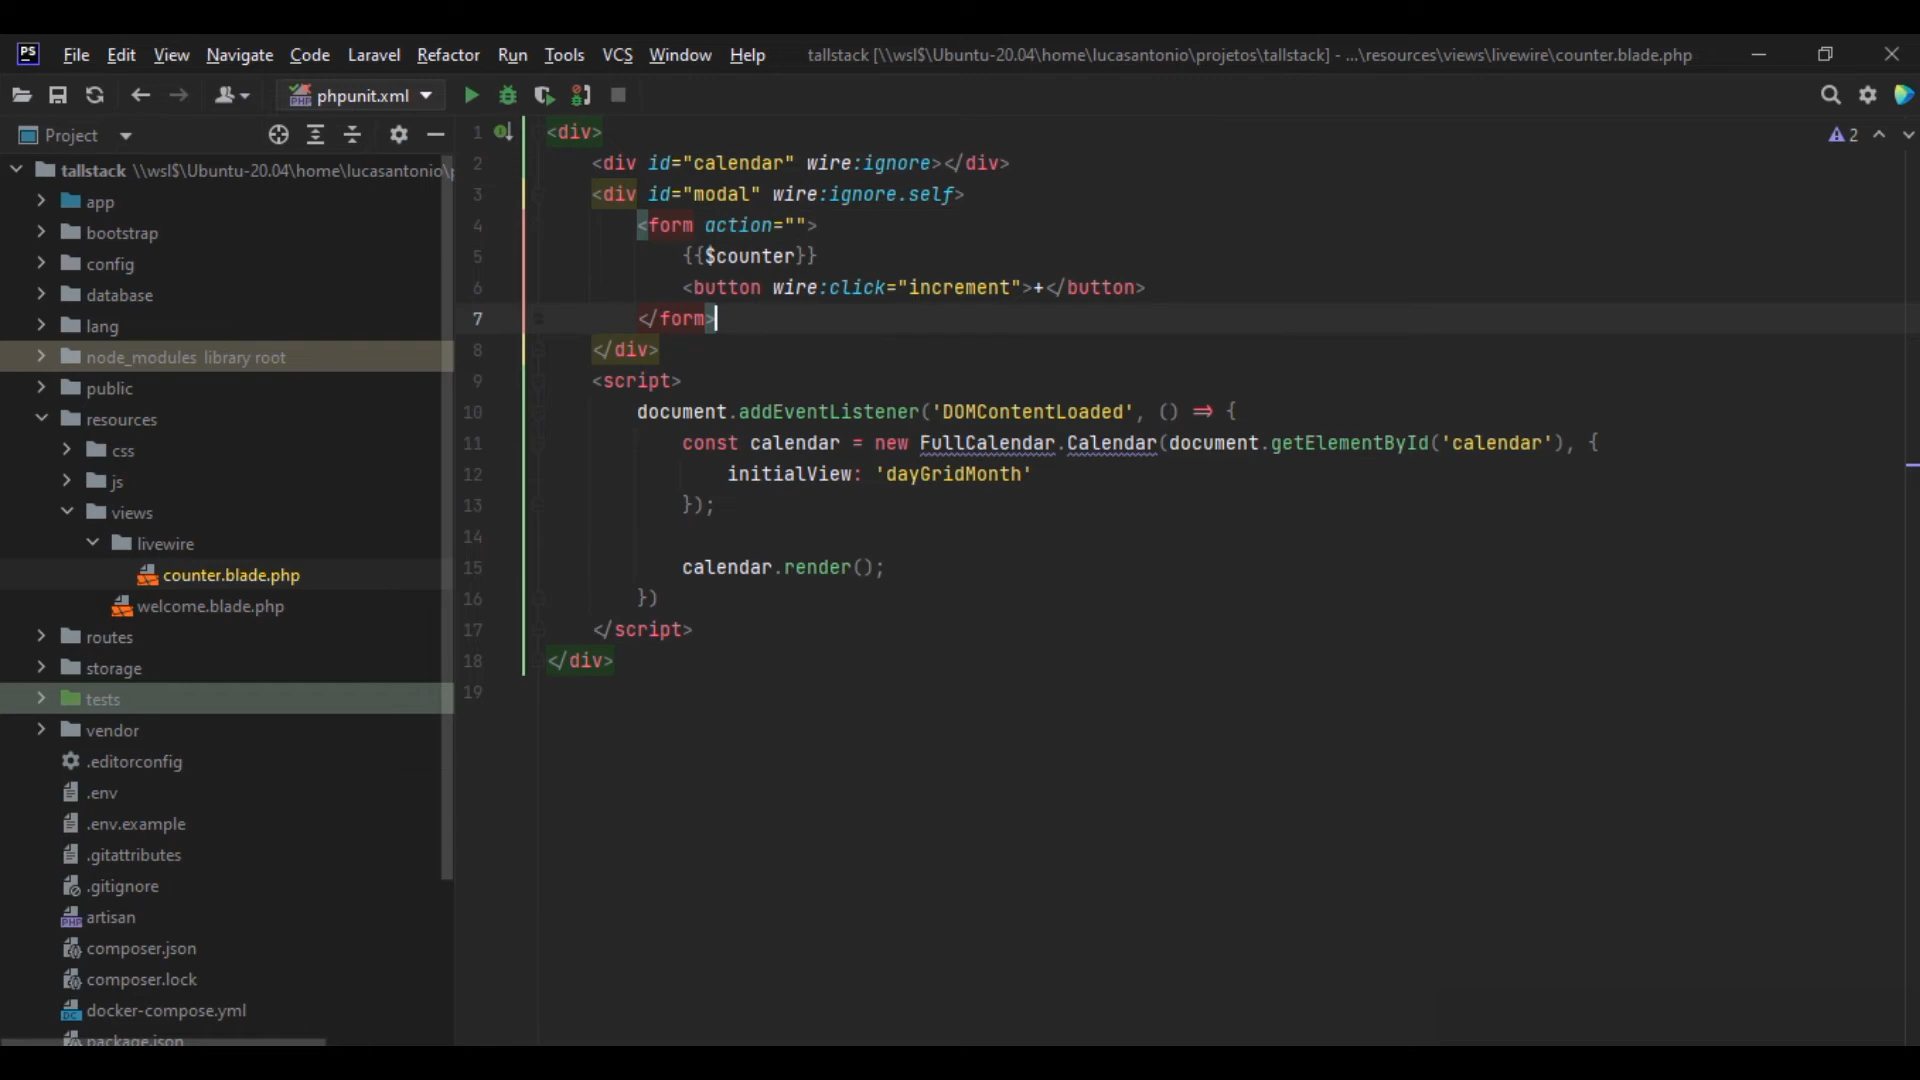 PS File Edit View Navigate Code Laravel Refactor Run Tools VCS Window Help tallstack [\\wsl$\Ubuntu-20.04\home\lucasantonio\projetos\tallstack] - ...\resources\views\livewire\counter.blade.php
phpunit.xml
Project
tallstack \\wsl$\Ubuntu-20.04\home\lucasantonio\
app
bootstrap
config
database
lang
node_modules library root
public
resources
css
js
views
livewire
counter.blade.php
welcome.blade.php
routes
storage
tests
vendor
.editorconfig
.env
.env.example
.gitattributes
.gitignore
artisan
composer.json
composer.lock
docker-compose.yml
package.json
2
1 <div>
2 <div id="calendar" wire:ignore></div>
3 <div id="modal" wire:ignore.self>
4 <form action="">
5 {{$counter}}
6 <button wire:click="increment">+</button>
7 </form>
8 </div>
9 <script>
10 document.addEventListener('DOMContentLoaded', () => {
11 const calendar = new FullCalendar.Calendar(document.getElementById('calendar'), {
12 initialView: 'dayGridMonth'
13 });
14
15 calendar.render();
16 })
17 </script>
18 </div>
19